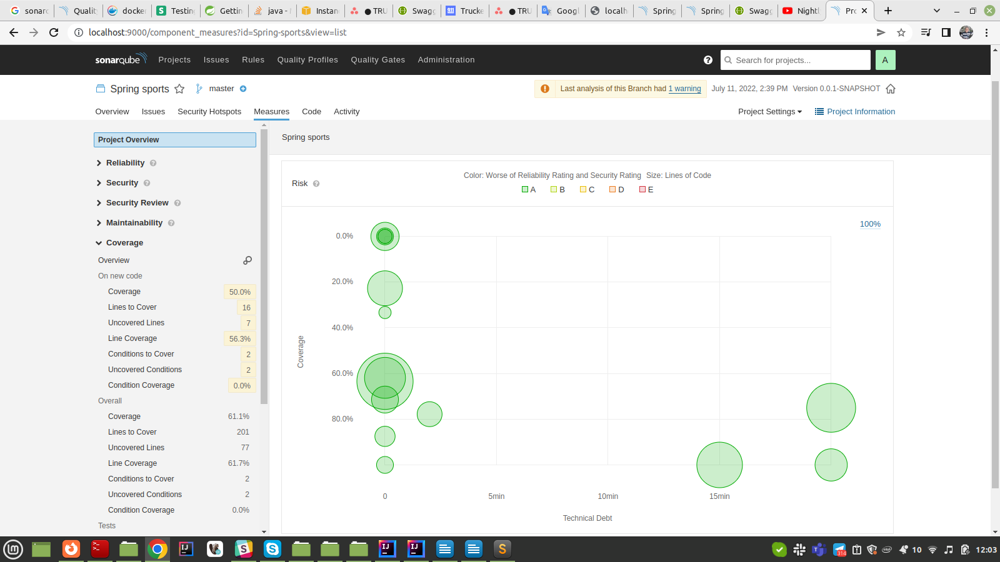 sonarc
Quality
docke
Testing
Gettin
java - I
Instan
● TRU
Swagg
Trucke
● TRU
Googl
localh
Spring
Spring
Swagg
Nightl
Pro
localhost:9000/component_measures?id=Spring-sports&view=list
sonarqube Projects Issues Rules Quality Profiles Quality Gates Administration ? Search for projects... A
Spring sports master Last analysis of this Branch had 1 warning July 11, 2022, 2:39 PM Version 0.0.1-SNAPSHOT
Overview Issues Security Hotspots Measures Code Activity Project Settings Project Information
Project Overview
Reliability ?
Security ?
Security Review ?
Maintainability ?
Coverage
Overview
On new code
Coverage 50.0%
Lines to Cover 16
Uncovered Lines 7
Line Coverage 56.3%
Conditions to Cover 2
Uncovered Conditions 2
Condition Coverage 0.0%
Overall
Coverage 61.1%
Lines to Cover 201
Uncovered Lines 77
Line Coverage 61.7%
Conditions to Cover 2
Uncovered Conditions 2
Condition Coverage 0.0%
Tests
Spring sports
Risk ?
Color: Worse of Reliability Rating and Security Rating Size: Lines of Code
A B C D E
100%
0.0%
20.0%
40.0%
60.0%
80.0%
Coverage
0 5min 10min 15min
Technical Debt
314 10 12:03